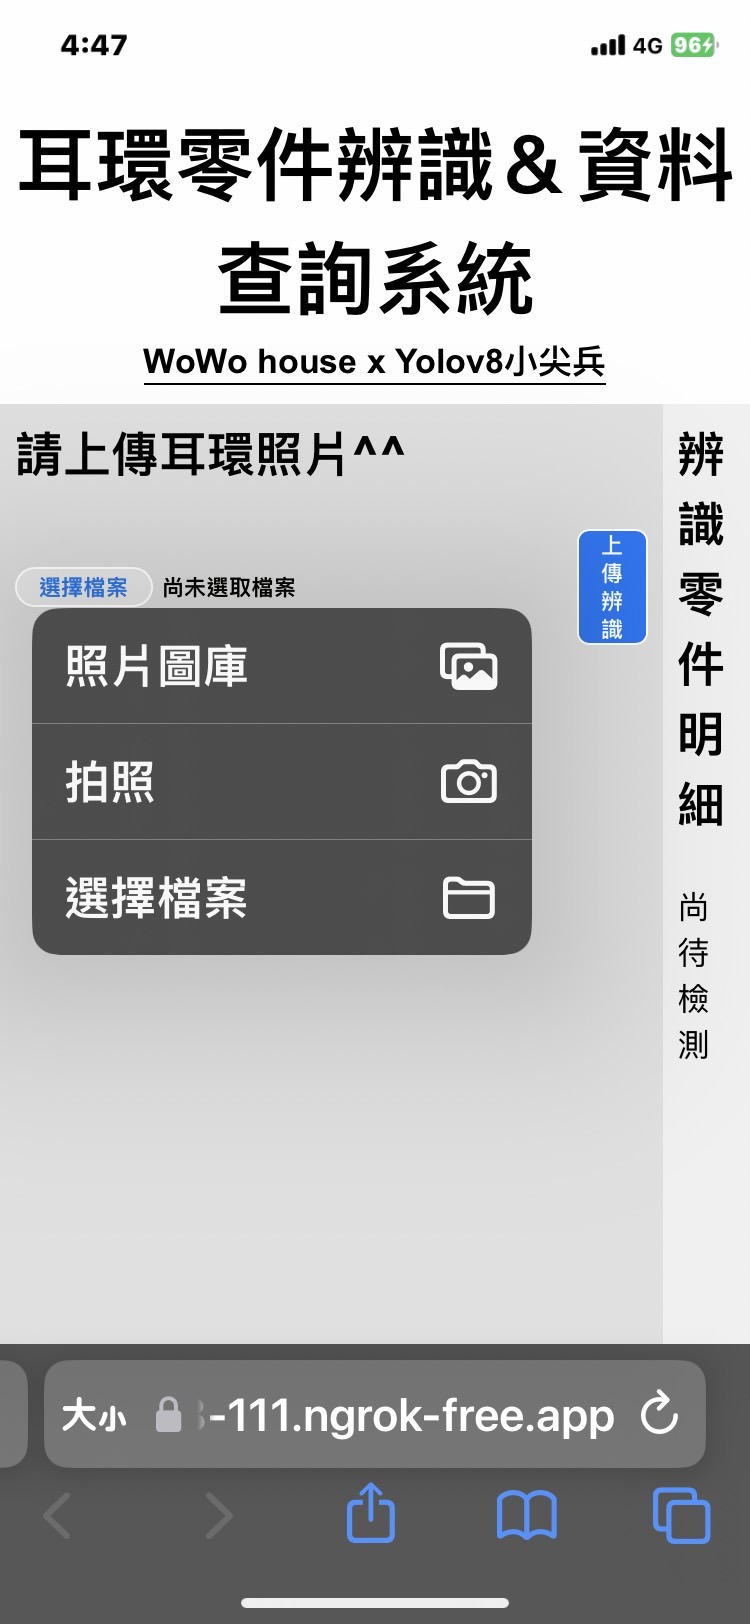 4:47
4G 96
耳環零件辨識&資料
查詢系統
WoWo house x Yolov8小尖兵
請上傳耳環照片^^
選擇檔案 尚未選取檔案
上
傳
辨
識
照片圖庫
拍照
選擇檔案
辨
識
零
件
明
細
尚
待
檢
測
大小 -111.ngrok-free.app